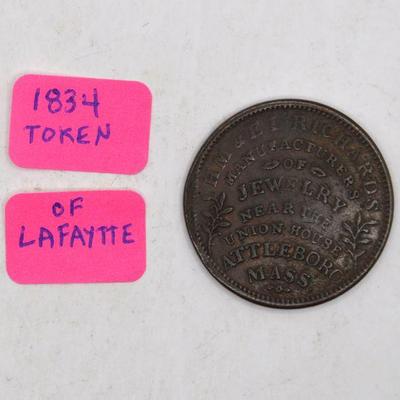 1834
TOKEN
OF
LAFAYTTE
H.M. & E.I. RICHARDS
MANUFACTURERS
OF
JEWELRY
NEAR THE
UNION HOUSE
ATTLEBORO
MASS